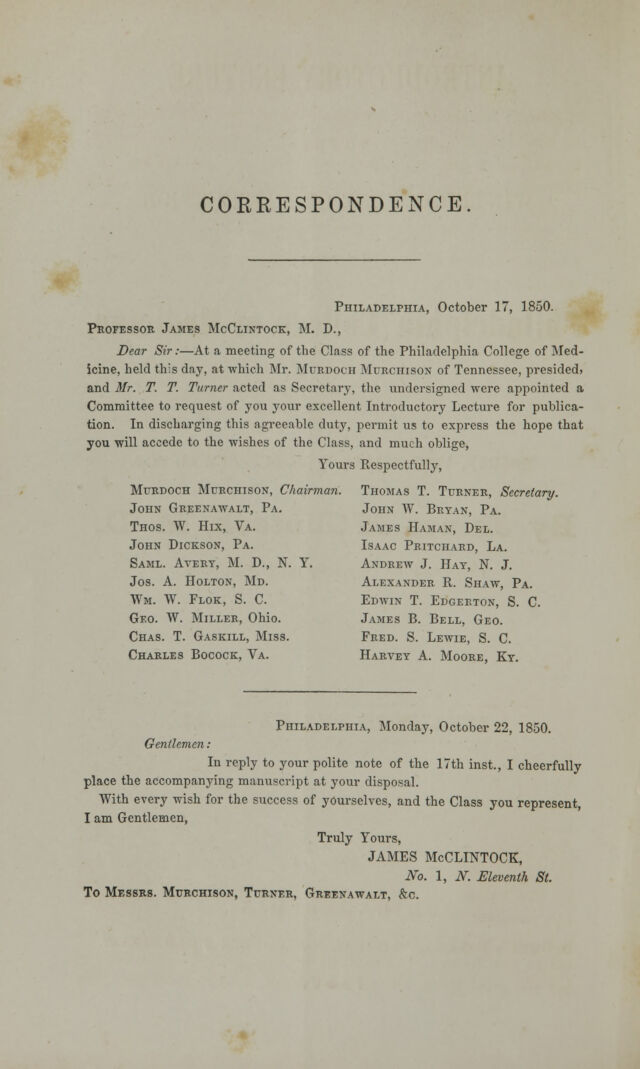 CORRESPONDENCE.
Philadelphia, October 17, 1850.
Professor James McClintock, M. D.,
Dear Sir:—At a meeting of the Class of the Philadelphia College of Med-
icine, held this day, at which Mr. Murdoch Murchison of Tennessee, presided,
and Mr. T. T. Turner acted as Secretary, the undersigned were appointed a
Committee to request of you your excellent Introductory Lecture for publica-
tion. In discharging this agreeable duty, permit us to express the hope that
you will accede to the wishes of the Class, and much oblige,
Yours Respectfully,
Murdoch Murchison, Chairman. Thomas T. Turner, Secretary.
John Greenawalt, Pa. John W. Bryan, Pa.
Thos. W. Hix, Va. James Haman, Del.
John Dickson, Pa. Isaac Pritchard, La.
Saml. Avery, M. D., N. Y. Andrew J. Hay, N. J.
Jos. A. Holton, Md. Alexander R. Shaw, Pa.
Wm. W. Flok, S. C. Edwin T. Edgerton, S. C.
Geo. W. Miller, Ohio. James B. Bell, Geo.
Chas. T. Gaskill, Miss. Fred. S. Lewie, S. C.
Charles Bocock, Va. Harvey A. Moore, Ky.
Philadelphia, Monday, October 22, 1850.
Gentlemen:
In reply to your polite note of the 17th inst., I cheerfully
place the accompanying manuscript at your disposal.
With every wish for the success of yourselves, and the Class you represent,
I am Gentlemen,
Truly Yours,
JAMES McCLINTOCK,
No. 1, N. Eleventh St.
To Messrs. Murchison, Turner, Greenawalt, &c.